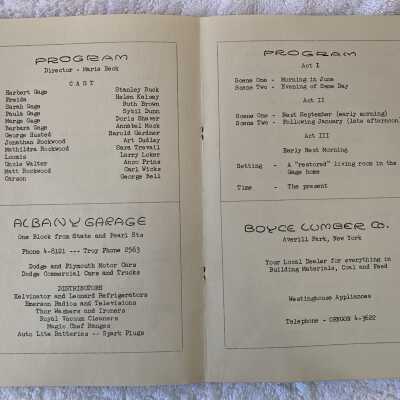 PROGRAM
Director - Maria Beck
CAST
Herbert Gage Stanley Buck
Freida Helen Kelsey
Sarah Gage Ruth Brown
Paula Gage Sybil Dunn
Marge Gage Doris Shaver
Barbara Gage Annabel Mock
George Husted Harold Gardner
Jonathan Rockwood Art Dudley
Mathildra Rockwood Sara Travail
Loomis Larry Loker
Uncle Walter Anne Prins
Matt Rockwood Carl Wicks
Carson George Bell
ALBANY GARAGE
One Block from State and Pearl Sts
Phone 4-8121 --- Troy Phone 2563
Dodge and Plymouth Motor Cars
Dodge Commercial Cars and Trucks
DISTRIBUTORS
Kelvinator and Leonard Refrigerators
Emerson Radios and Televisions
Thor Washers and Ironers
Royal Vacuum Cleaners
Magic Chef Ranges
Auto Lite Batteries -- Spark Plugs
PROGRAM
Act I
Scene One - Morning in June
Scene Two - Evening of Same Day
Act II
Scene One - Next September (early morning)
Scene Two - Following January (late afternoon)
Act III
Early Next Morning
Setting - A "restored" living room in the
Gage home
Time - The present
BOYCE LUMBER CO.
Averill Park, New York
Your Local Dealer for everything in
Building Materials, Coal and Feed
Westinghouse Appliances
Telephone - OREGON 4-3622